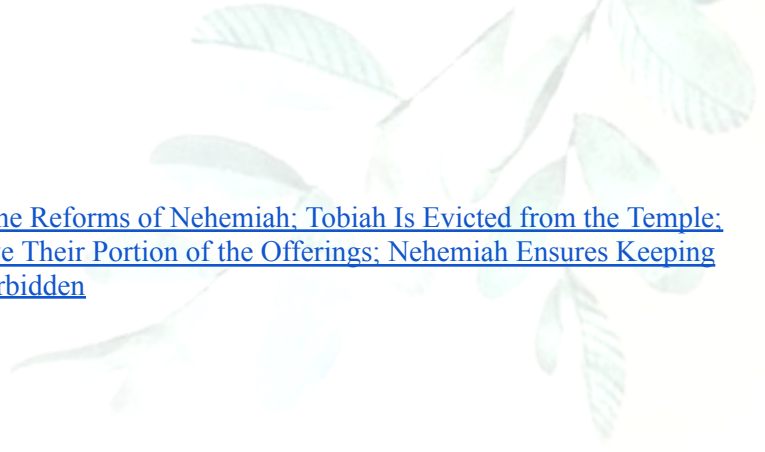 he Reforms of Nehemiah; Tobiah Is Evicted from the Temple;
e Their Portion of the Offerings; Nehemiah Ensures Keeping
rbidden